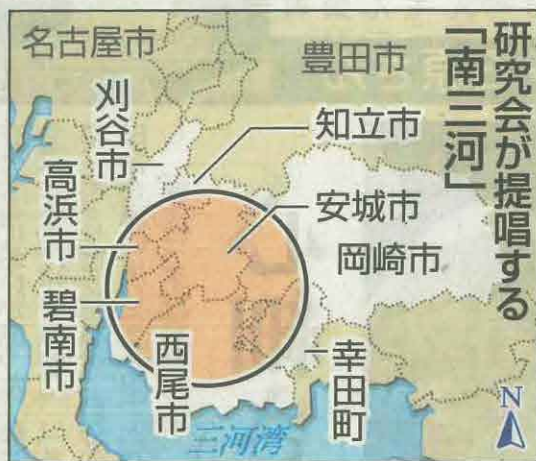 研究会が提唱する
「南三河」
名古屋市
豊田市
刈谷市
知立市
高浜市
安城市
岡崎市
碧南市
西尾市
幸田町
三河湾
N